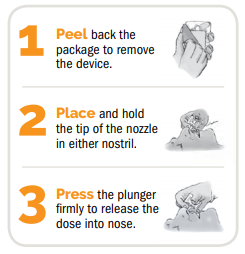 1 Peel back the
package to remove
the device.
2 Place and hold
the tip of the nozzle
in either nostril.
3 Press the plunger
firmly to release the
dose into nose.